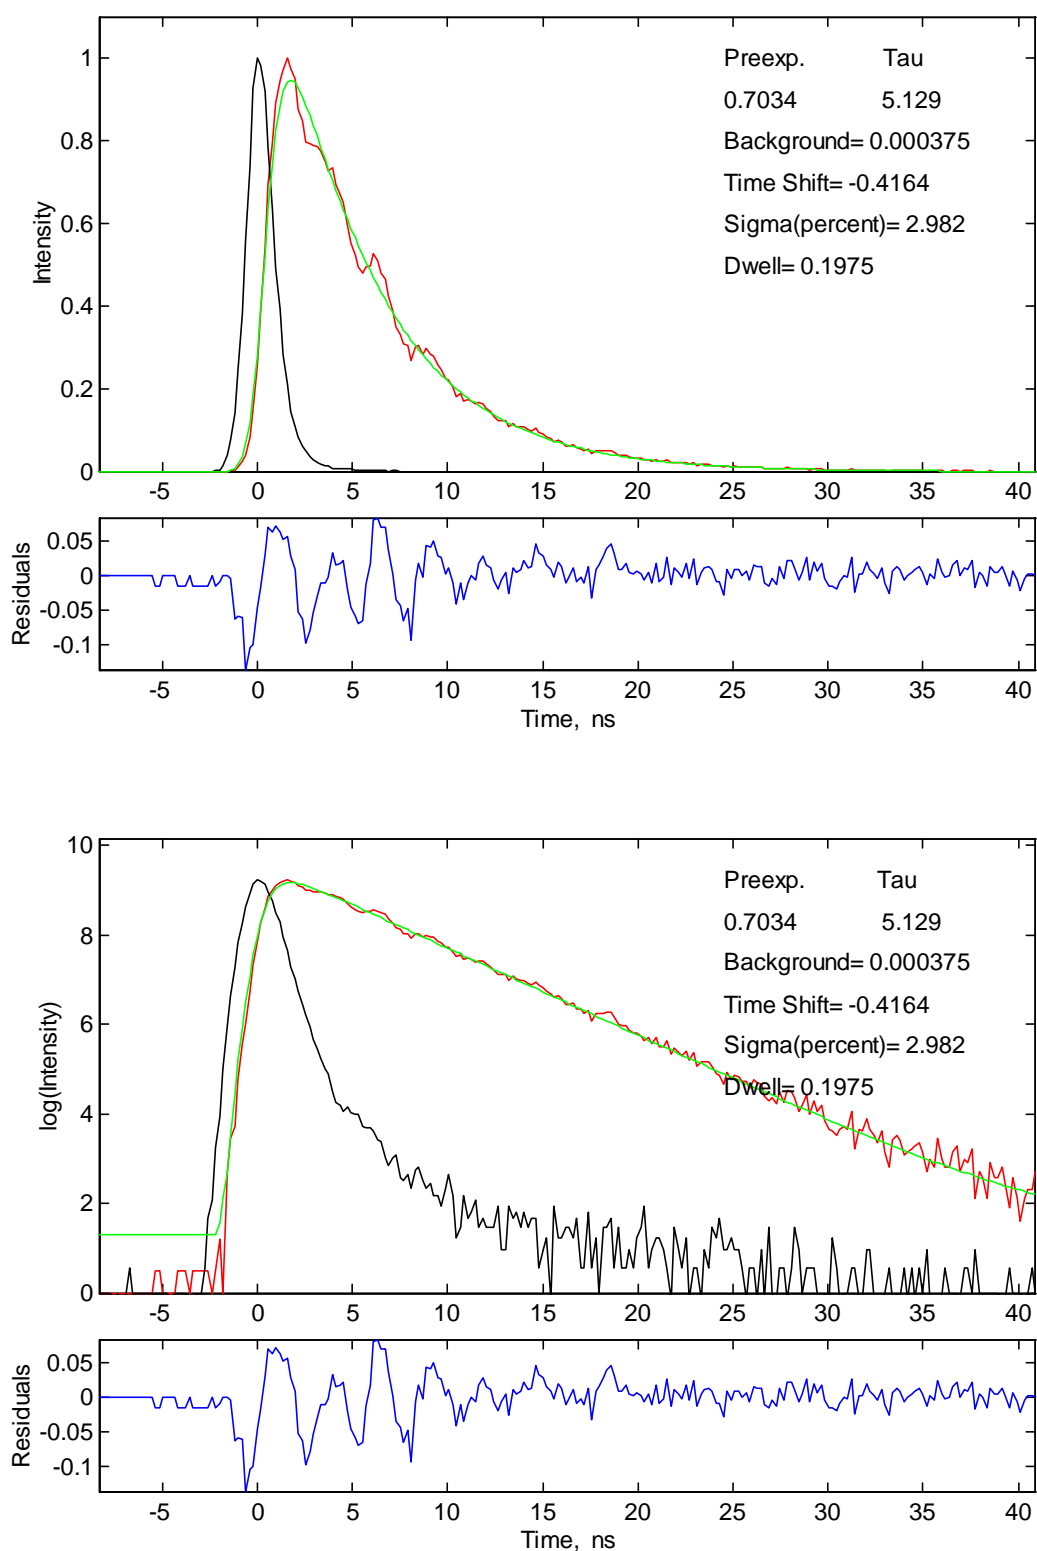 Preexp. Tau
0.7034 5.129
Background= 0.000375
Time Shift= -0.4164
Sigma(percent)= 2.982
Dwell= 0.1975
Intensity
1
0.8
0.6
0.4
0.2
0
-5 0 5 10 15 20 25 30 35 40
Residuals
0.05
0
-0.05
-0.1
-5 0 5 10 15 20 25 30 35 40
Time, ns
Preexp. Tau
0.7034 5.129
Background= 0.000375
Time Shift= -0.4164
Sigma(percent)= 2.982
Dwell= 0.1975
log(Intensity)
10
8
6
4
2
0
-5 0 5 10 15 20 25 30 35 40
Residuals
0.05
0
-0.05
-0.1
-5 0 5 10 15 20 25 30 35 40
Time, ns